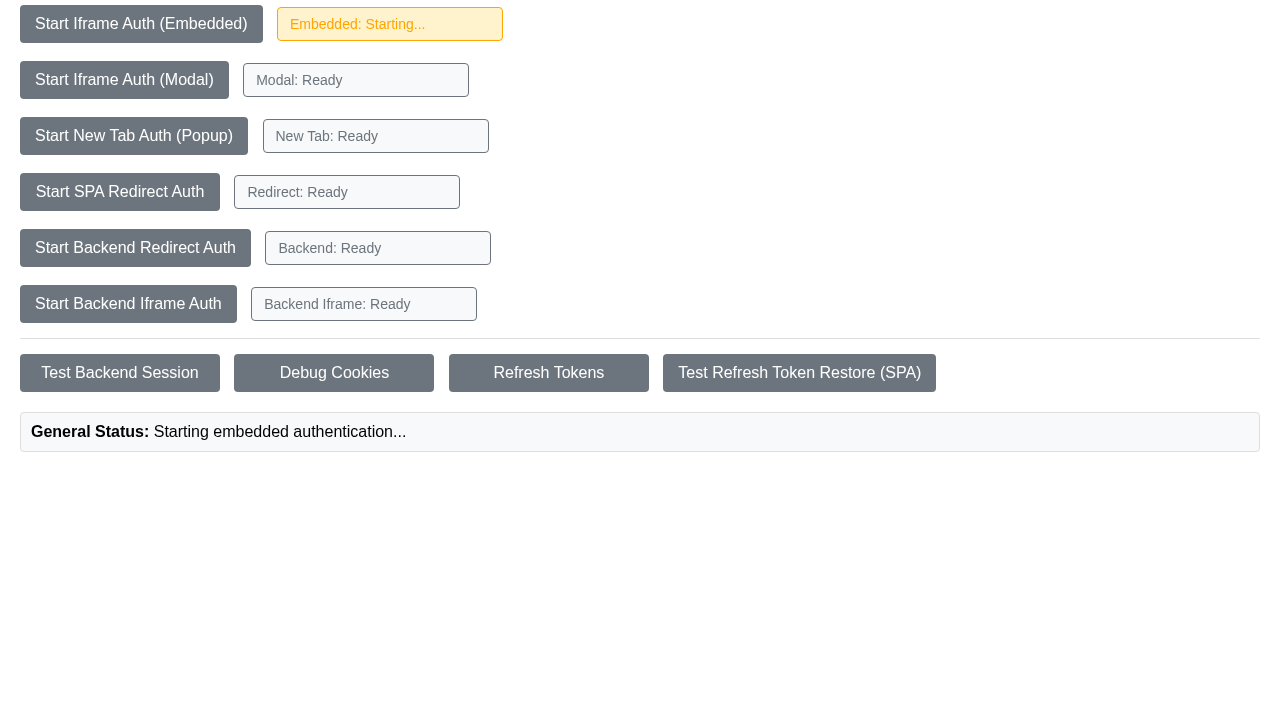 Start Iframe Auth (Embedded)
Embedded: Starting...
Start Iframe Auth (Modal)
Modal: Ready
Start New Tab Auth (Popup)
New Tab: Ready
Start SPA Redirect Auth
Redirect: Ready
Start Backend Redirect Auth
Backend: Ready
Start Backend Iframe Auth
Backend Iframe: Ready
Test Backend Session
Debug Cookies
Refresh Tokens
Test Refresh Token Restore (SPA)
General Status: Starting embedded authentication...